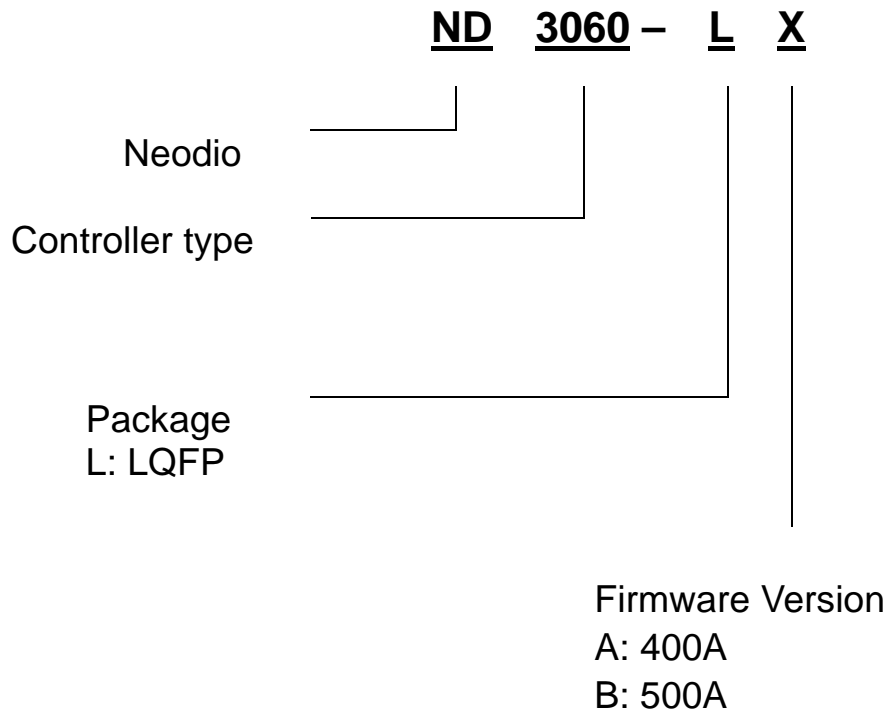 ND 3060 – L X
Neodio
Controller type
Package
L: LQFP
Firmware Version
A: 400A
B: 500A